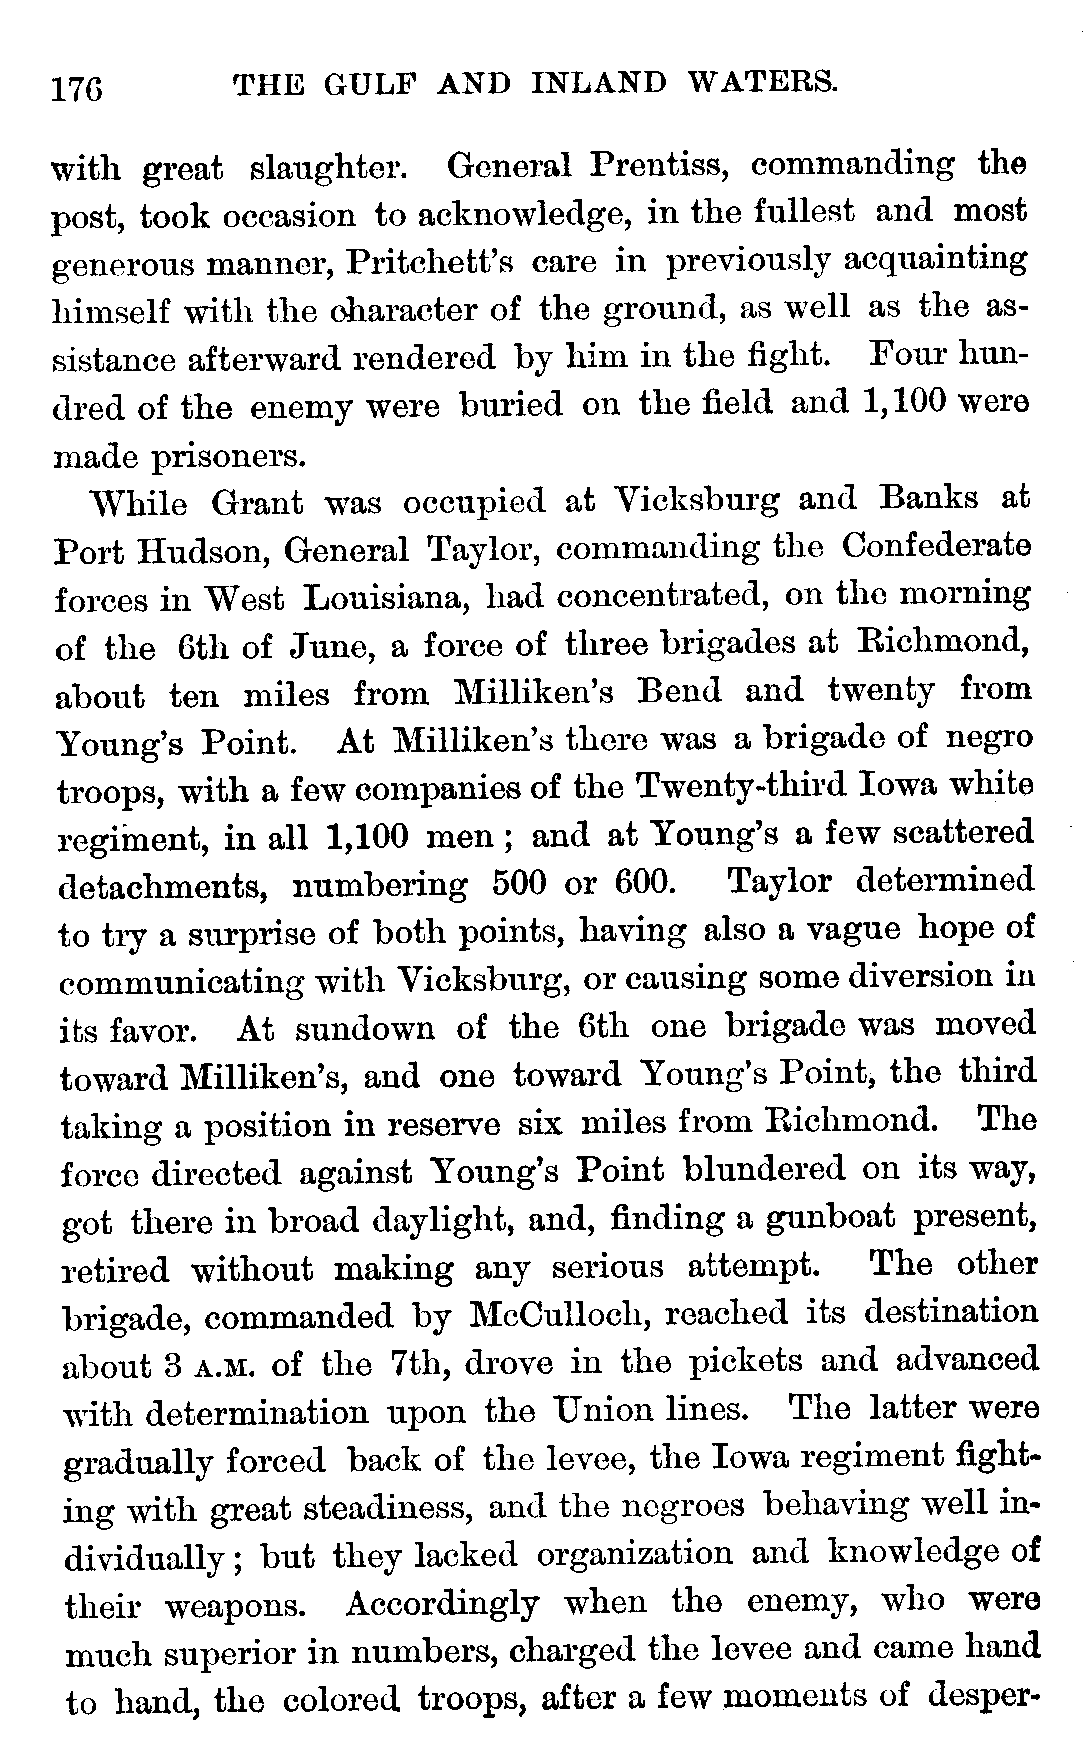 176 THE GULF AND INLAND WATERS.
with great slaughter. General Prentiss, commanding the
post, took occasion to acknowledge, in the fullest and most
generous manner, Pritchett's care in previously acquainting
himself with the character of the ground, as well as the as-
sistance afterward rendered by him in the fight. Four hun-
dred of the enemy were buried on the field and 1,100 were
made prisoners.
While Grant was occupied at Vicksburg and Banks at
Port Hudson, General Taylor, commanding the Confederate
forces in West Louisiana, had concentrated, on the morning
of the 6th of June, a force of three brigades at Richmond,
about ten miles from Milliken's Bend and twenty from
Young's Point. At Milliken's there was a brigade of negro
troops, with a few companies of the Twenty-third Iowa white
regiment, in all 1,100 men; and at Young's a few scattered
detachments, numbering 500 or 600. Taylor determined
to try a surprise of both points, having also a vague hope of
communicating with Vicksburg, or causing some diversion in
its favor. At sundown of the 6th one brigade was moved
toward Milliken's, and one toward Young's Point, the third
taking a position in reserve six miles from Richmond. The
force directed against Young's Point blundered on its way,
got there in broad daylight, and, finding a gunboat present,
retired without making any serious attempt. The other
brigade, commanded by McCulloch, reached its destination
about 3 A.M. of the 7th, drove in the pickets and advanced
with determination upon the Union lines. The latter were
gradually forced back of the levee, the Iowa regiment fight-
ing with great steadiness, and the negroes behaving well in-
dividually; but they lacked organization and knowledge of
their weapons. Accordingly when the enemy, who were
much superior in numbers, charged the levee and came hand
to hand, the colored troops, after a few moments of desper-